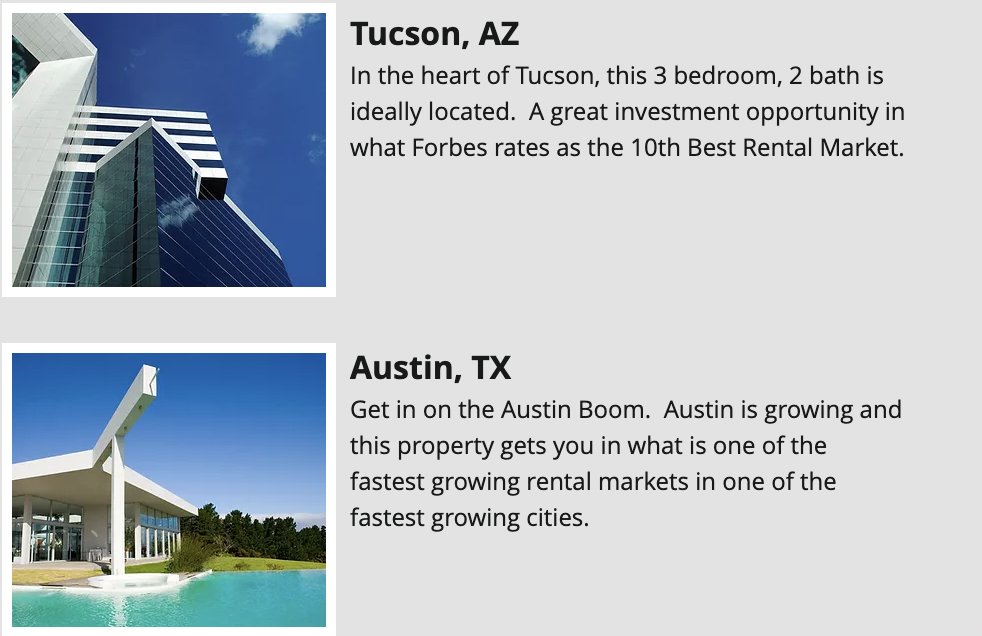 Tucson, AZ
In the heart of Tucson, this 3 bedroom, 2 bath is
ideally located.  A great investment opportunity in
what Forbes rates as the 10th Best Rental Market.
Austin, TX
Get in on the Austin Boom.  Austin is growing and
this property gets you in what is one of the
fastest growing rental markets in one of the
fastest growing cities.